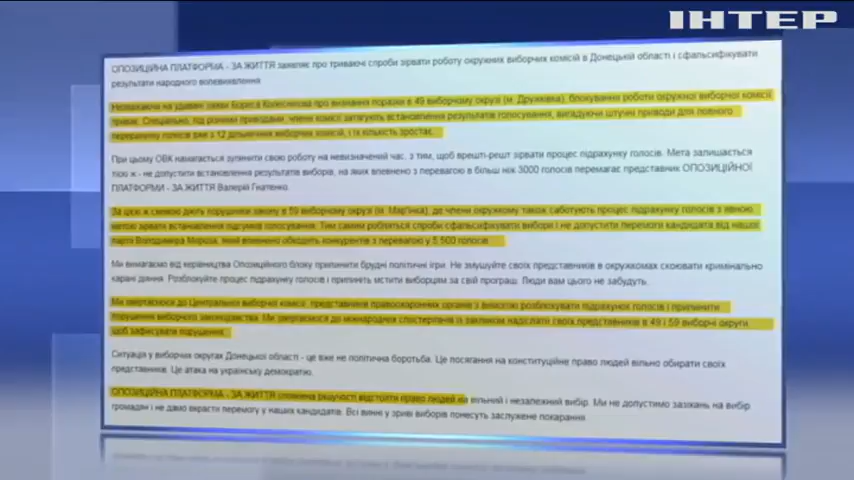 ІНТЕР
ОПОЗИЦІЙНА ПЛАТФОРМА - ЗА ЖИТТЯ заявляє про триваючі спроби зірвати роботу окружних виборчих комісій в Донецькій області і сфальсифікувати
результати народного волевиявлення
Незважаючи на удавані заяви Бориса Колеснікова про визнання поразки в 49 виборчому окрузі (м. Дружківка), блокування роботи окружної виборчої комісії
триває. Спеціально, під різними приводами, члени комісії затягують встановлення результатів голосування, вигадуючи штучні приводи для повного
перерахунку голосів вже з 12 дільничних виборчих комісій, і їх кількість зростає.
При цьому ОВК намагається зупинити свою роботу на невизначений час, з тим, щоб врешті-решт зірвати процес підрахунку голосів. Мета залишається
тією ж - не допустити встановлення результатів виборів, на яких впевнено з перевагою в більш ніж 3000 голосів перемагає представник ОПОЗИЦІЙНОЇ
ПЛАТФОРМИ - ЗА ЖИТТЯ Валерій Гнатенко.
За цією ж схемою діють порушники закону в 59 виборчому окрузі (м. Мар'їнка), де члени окружкому також саботують процес підрахунку голосів з явною
метою зірвати встановлення підсумків голосування. Тим самим робляться спроби сфальсифікувати вибори і не допустити перемоги кандидата від нашої
партії Володимира Мороза, який впевнено обходить конкурентів з перевагою у 5 500 голосів.
Ми вимагаємо від керівництва Опозиційного блоку припинити брудні політичні ігри. Не змушуйте своїх представників в окружкомах скоювати кримінально
карані діяння. Розблокуйте процес підрахунку голосів і припиніть мстити виборцям за свій програш. Люди вам цього не забудуть.
Ми звертаємося до Центральної виборчої комісії, представників правоохоронних органів з вимогою розблокувати підрахунок голосів і припинити
порушення виборчого законодавства. Ми звертаємося до міжнародних спостерігачів із закликом надіслати своїх представників в 49 і 59 виборчі округи,
щоб зафіксувати порушення.
Ситуація у виборчих округах Донецької області - це вже не політична боротьба. Це посягання на конституційне право людей вільно обирати своїх
представників. Це атака на українську демократію.
ОПОЗИЦІЙНА ПЛАТФОРМА - ЗА ЖИТТЯ сповнена рішучості відстояти право людей на вільний і незалежний вибір. Ми не допустимо зазіхань на вибір
громадян і не дамо вкрасти перемогу у наших кандидатів. Всі винні у зриві виборів понесуть заслужене покарання.